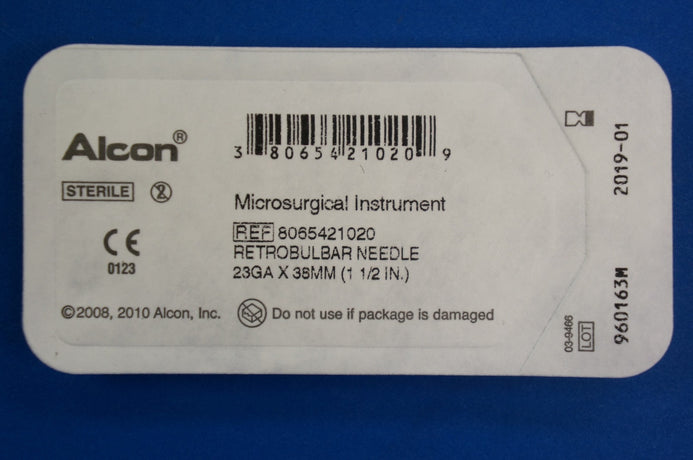 Alcon®
3 80654 21020 9
STERILE 2
Microsurgical Instrument
REF 8065421020
RETROBULBAR NEEDLE
23GA X 38MM (1 1/2 IN.)
CE
0123
©2008, 2010 Alcon, Inc.
Do not use if package is damaged
2019-01
03-9466
LOT 960163M